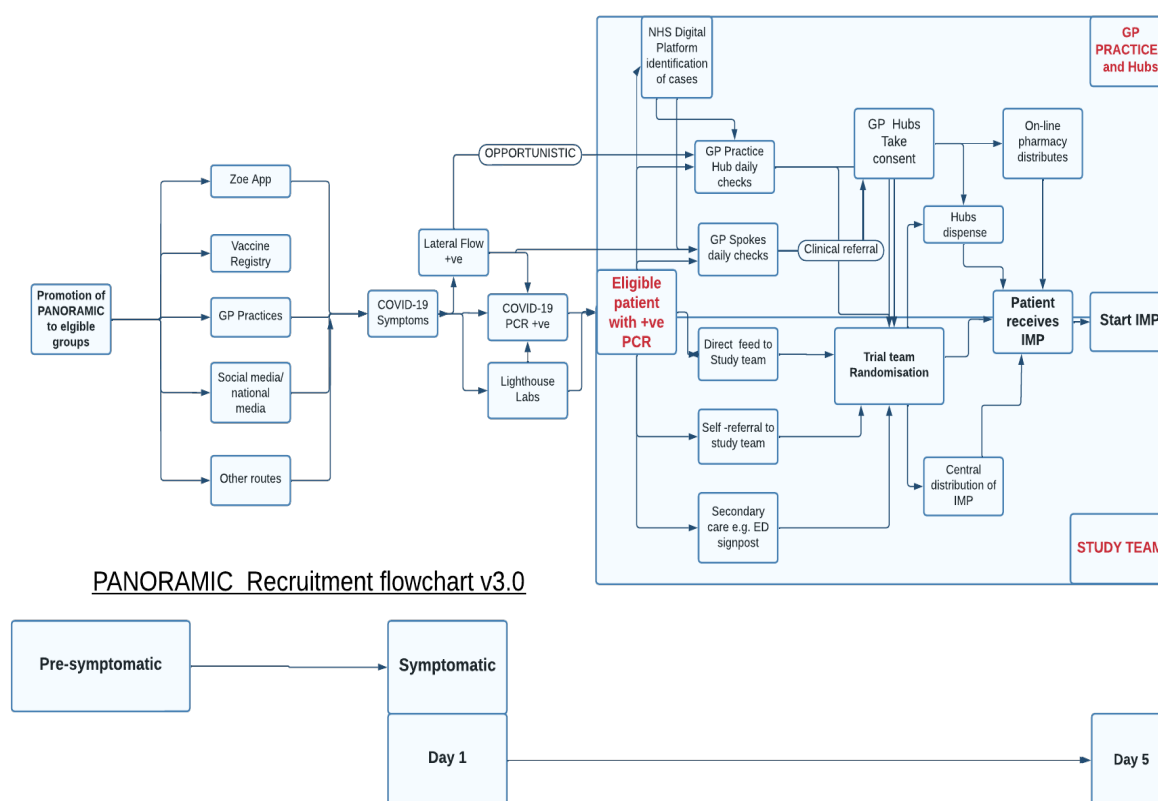 NHS Digital
Platform
identification
of cases
GP
PRACTICE
and Hubs
OPPORTUNISTIC
GP Practice
Hub daily
checks
GP Hubs
Take
consent
On-line
pharmacy
distributes
Zoe App
Vaccine
Registry
Lateral Flow
+ve
GP Spokes
daily checks
Clinical referral
Hubs
dispense
Promotion of
PANORAMIC
to elgible
groups
GP Practices
COVID-19
Symptoms
COVID-19
PCR +ve
Eligible
patient
with +ve
PCR
Patient
receives
IMP
Start IMP
Social media/
national
media
Lighthouse
Labs
Direct feed to
Study team
Trial team
Randomisation
Other routes
Self -referral to
study team
Central
distribution of
IMP
Secondary
care e.g. ED
signpost
STUDY TEAM
PANORAMIC Recruitment flowchart v3.0
Pre-symptomatic
Symptomatic
Day 1
Day 5